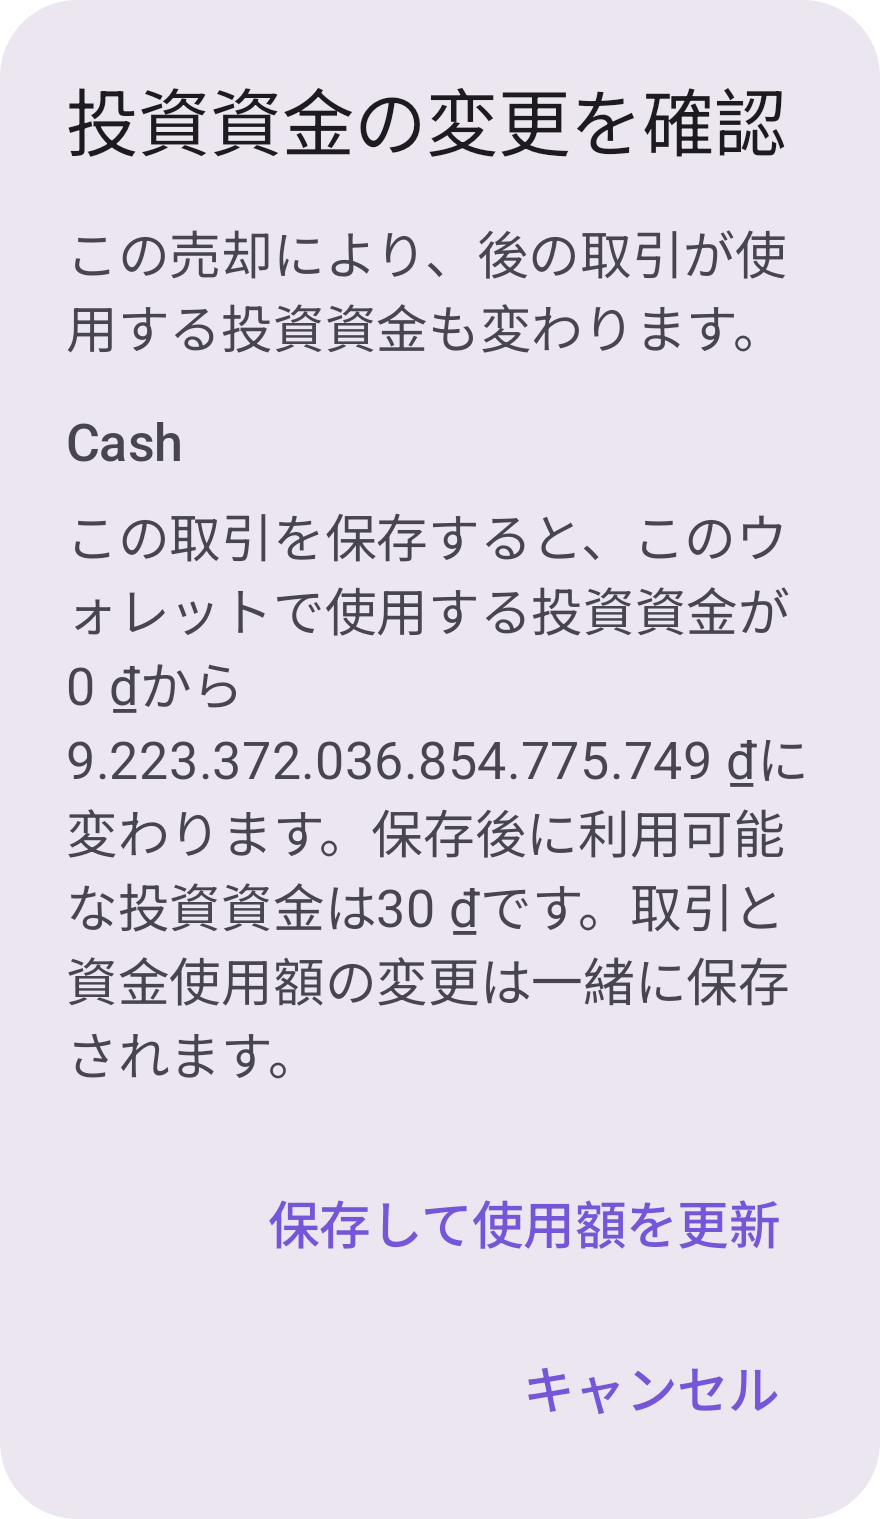 投資資金の変更を確認
この売却により、後の取引が使
用する投資資金も変わります。
Cash
この取引を保存すると、このウ
ォレットで使用する投資資金が
0 ₫から
9.223.372.036.854.775.749 ₫に
変わります。保存後に利用可能
な投資資金は30 ₫です。取引と
資金使用額の変更は一緒に保存
されます。
保存して使用額を更新
キャンセル